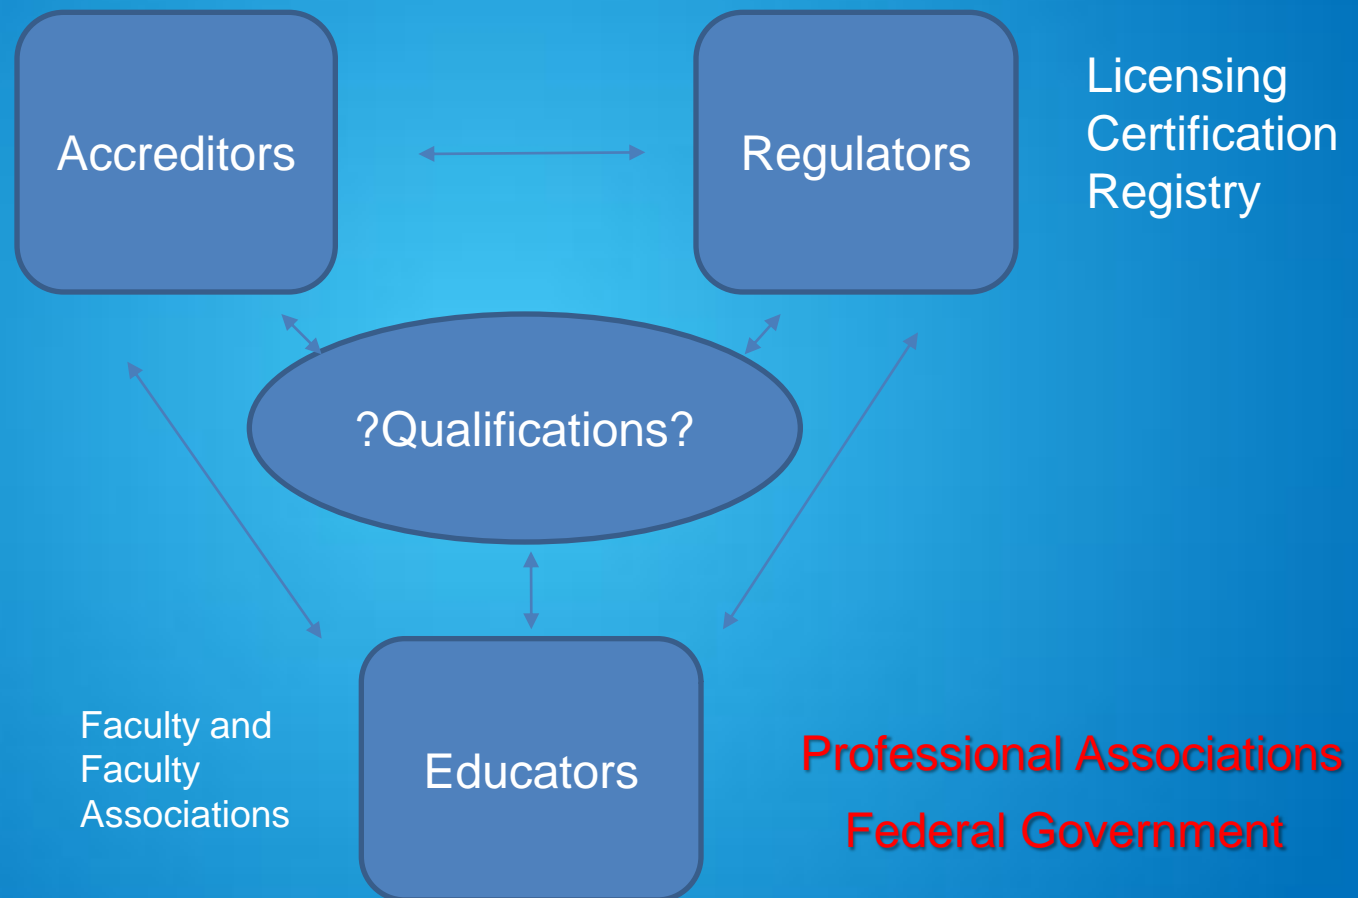 Accreditors
Regulators
Licensing
Certification
Registry
?Qualifications?
Faculty and
Faculty
Associations
Educators
Professional Associations
Federal Government